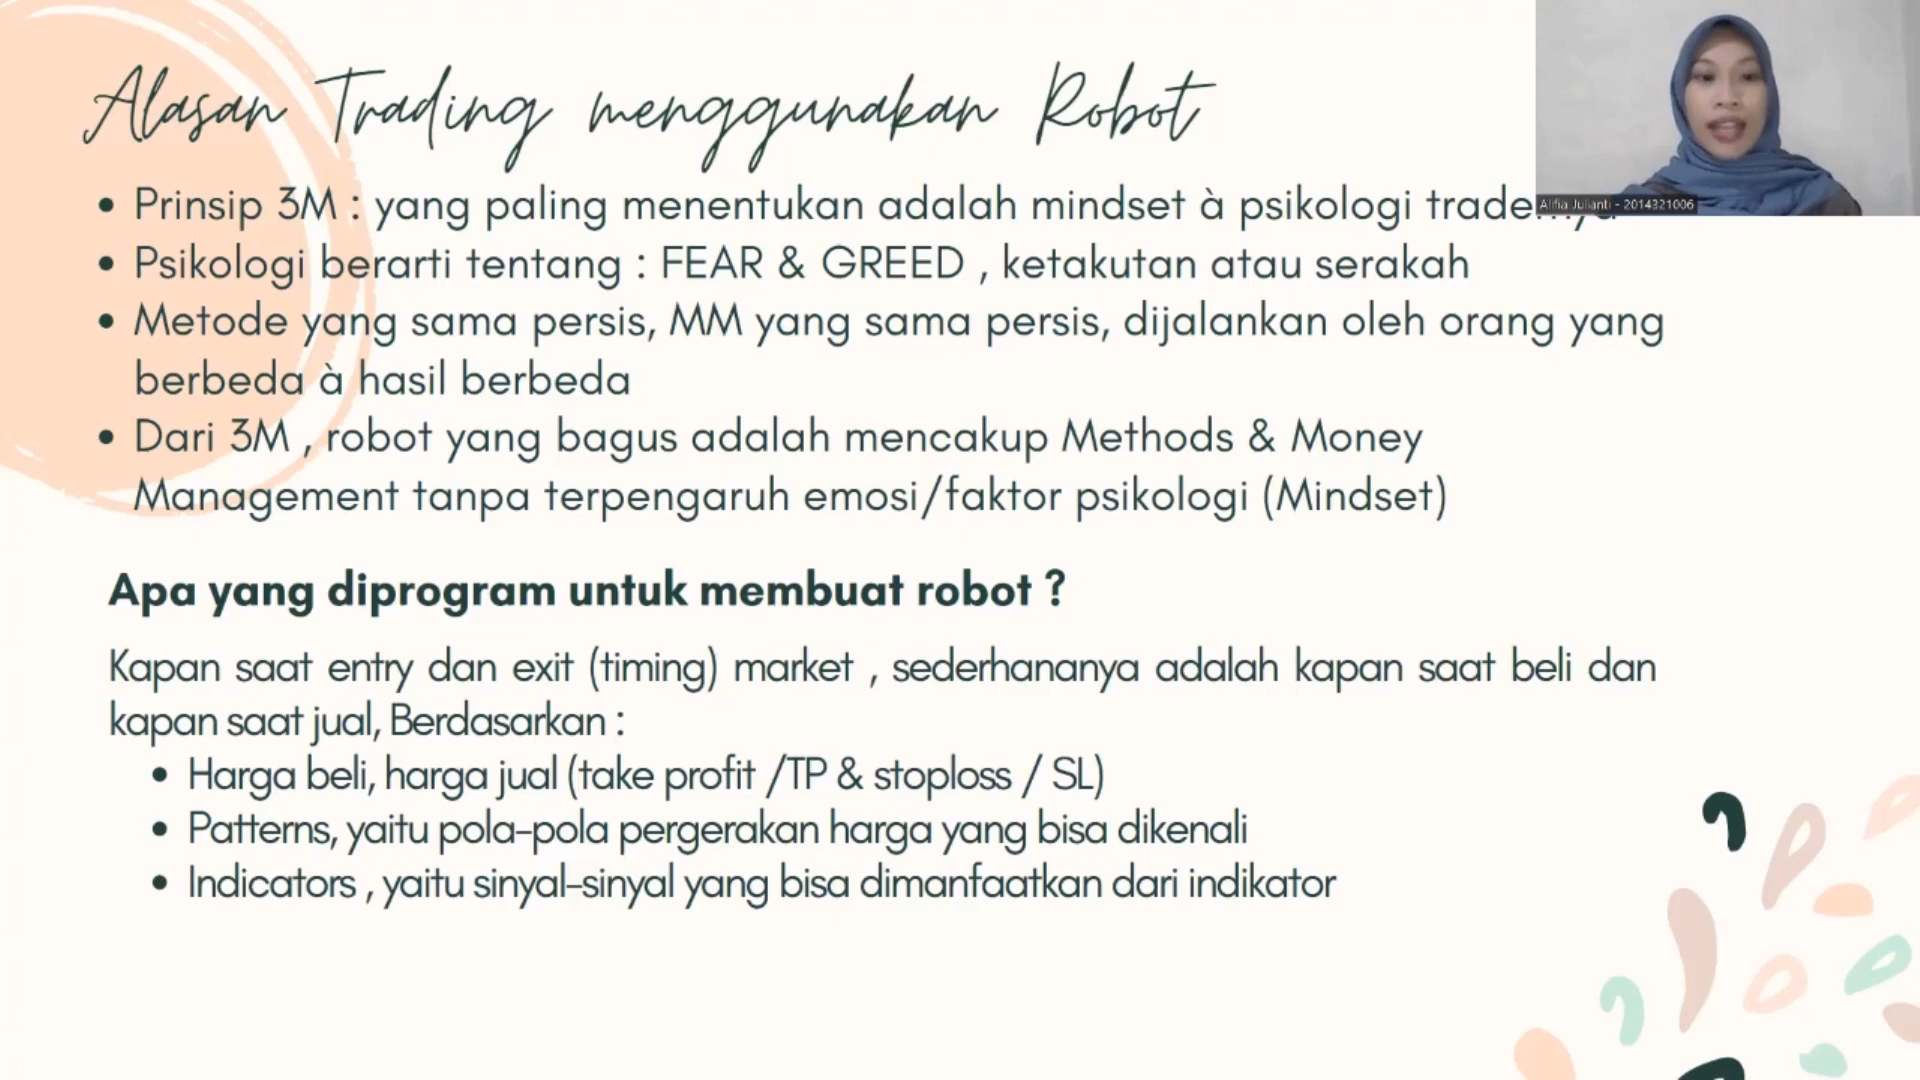 Alasan Trading menggunakan Robot
• Prinsip 3M : yang paling menentukan adalah mindset à psikologi
• Psikologi berarti tentang : FEAR & GREED , ketakutan atau serakah
• Metode yang sama persis, MM yang sama persis, dijalankan oleh orang yang
berbeda à hasil berbeda
• Dari 3M , robot yang bagus adalah mencakup Methods & Money
Management tanpa terpengaruh emosi/faktor psikologi (Mindset)
Apa yang diprogram untuk membuat robot ?
Kapan saat entry dan exit (timing) market , sederhananya adalah kapan saat beli dan
kapan saat jual, Berdasarkan :
• Harga beli, harga jual (take profit /TP & stoploss / SL)
• Patterns, yaitu pola-pola pergerakan harga yang bisa dikenali
• Indicators , yaitu sinyal-sinyal yang bisa dimanfaatkan dari indikator
Alifia Julianti - 2014321006